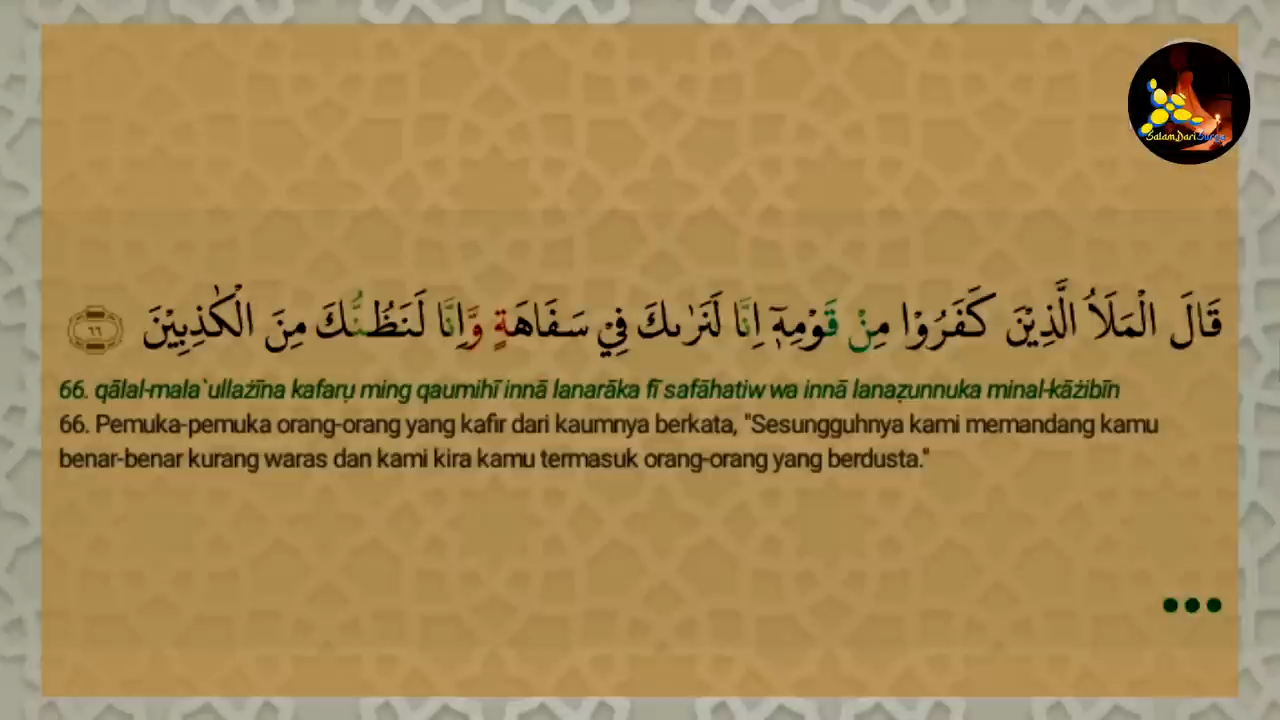 SalamDariSurga
قَالَ الْمَلَاُ الَّذِيْنَ كَفَرُوْا مِنْ قَوْمِهٖٓ اِنَّا لَنَرٰىكَ فِيْ سَفَاهَةٍ وَّاِنَّا لَنَظُنُّكَ مِنَ الْكٰذِبِيْنَ ٦٦
66. qālal-mala`ullażīna kafarụ ming qaumihī innā lanarāka fī safāhatiw wa innā lanaẓunnuka minal-kāżibīn
66. Pemuka-pemuka orang-orang yang kafir dari kaumnya berkata, "Sesungguhnya kami memandang kamu
benar-benar kurang waras dan kami kira kamu termasuk orang-orang yang berdusta."